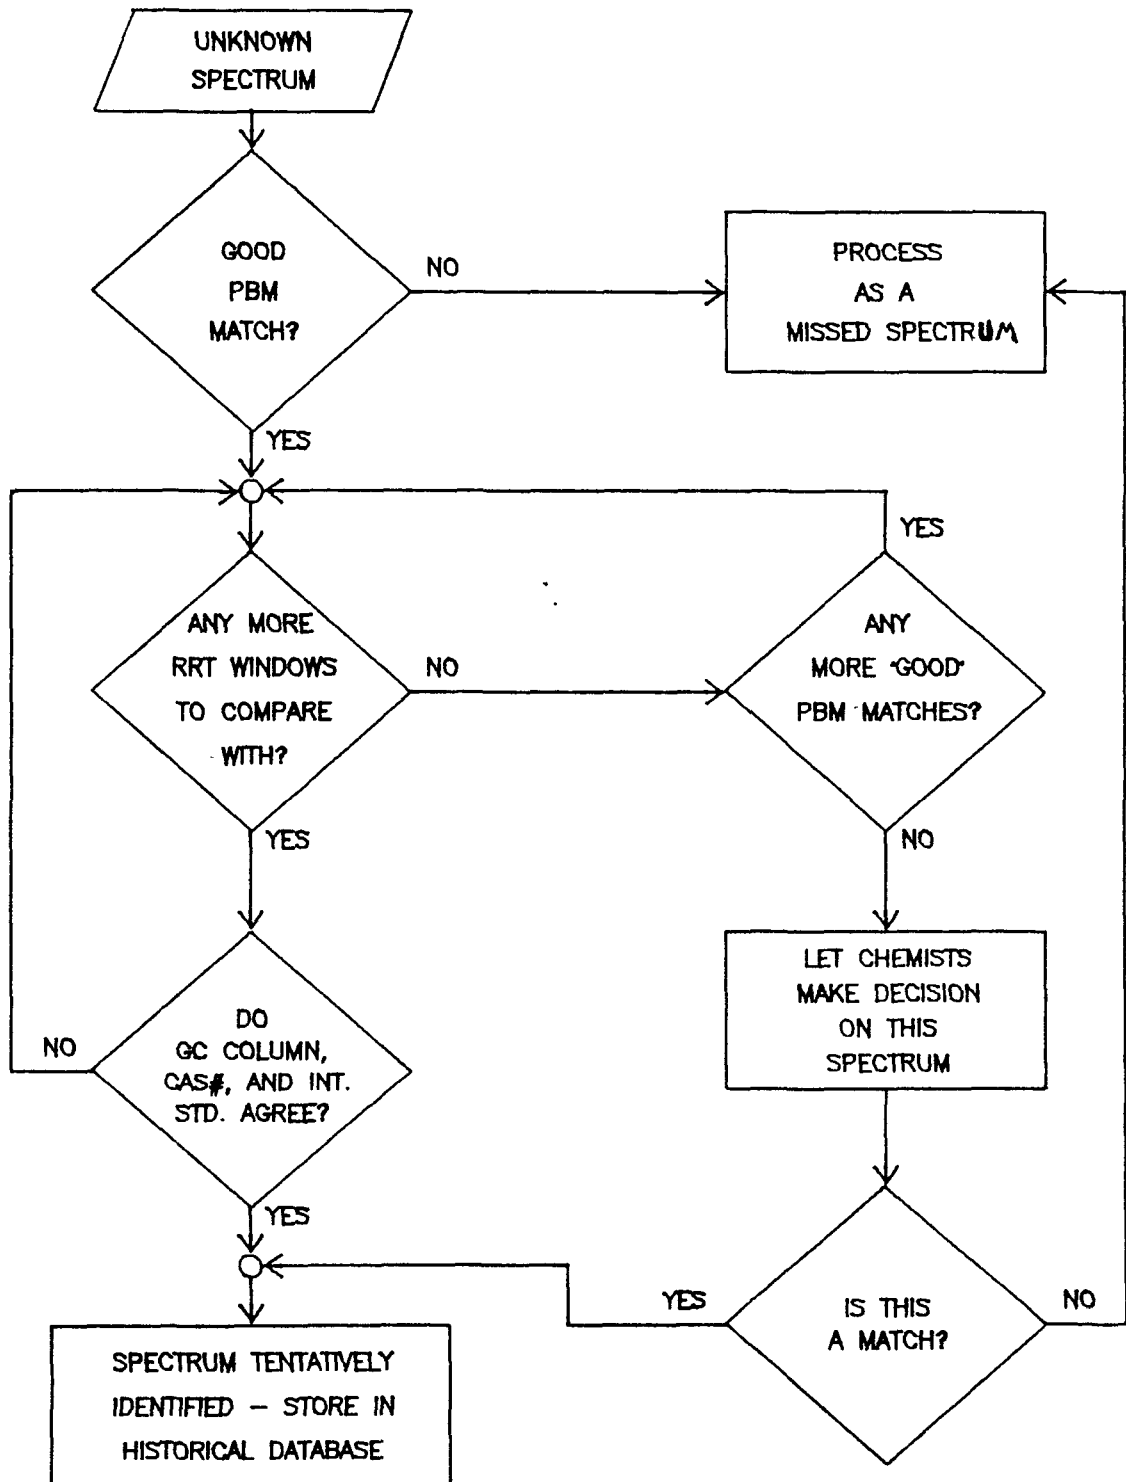 UNKNOWN
SPECTRUM
GOOD
PBM
MATCH?
NO
PROCESS
AS A
MISSED SPECTRUM
YES
YES
ANY MORE
RRT WINDOWS
TO COMPARE
WITH?
NO
ANY
MORE "GOOD"
PBM MATCHES?
YES
NO
LET CHEMISTS
MAKE DECISION
ON THIS
SPECTRUM
NO
DO
GC COLUMN,
CAS#, AND INT.
STD. AGREE?
YES
YES
IS THIS
A MATCH?
NO
SPECTRUM TENTATIVELY
IDENTIFIED – STORE IN
HISTORICAL DATABASE